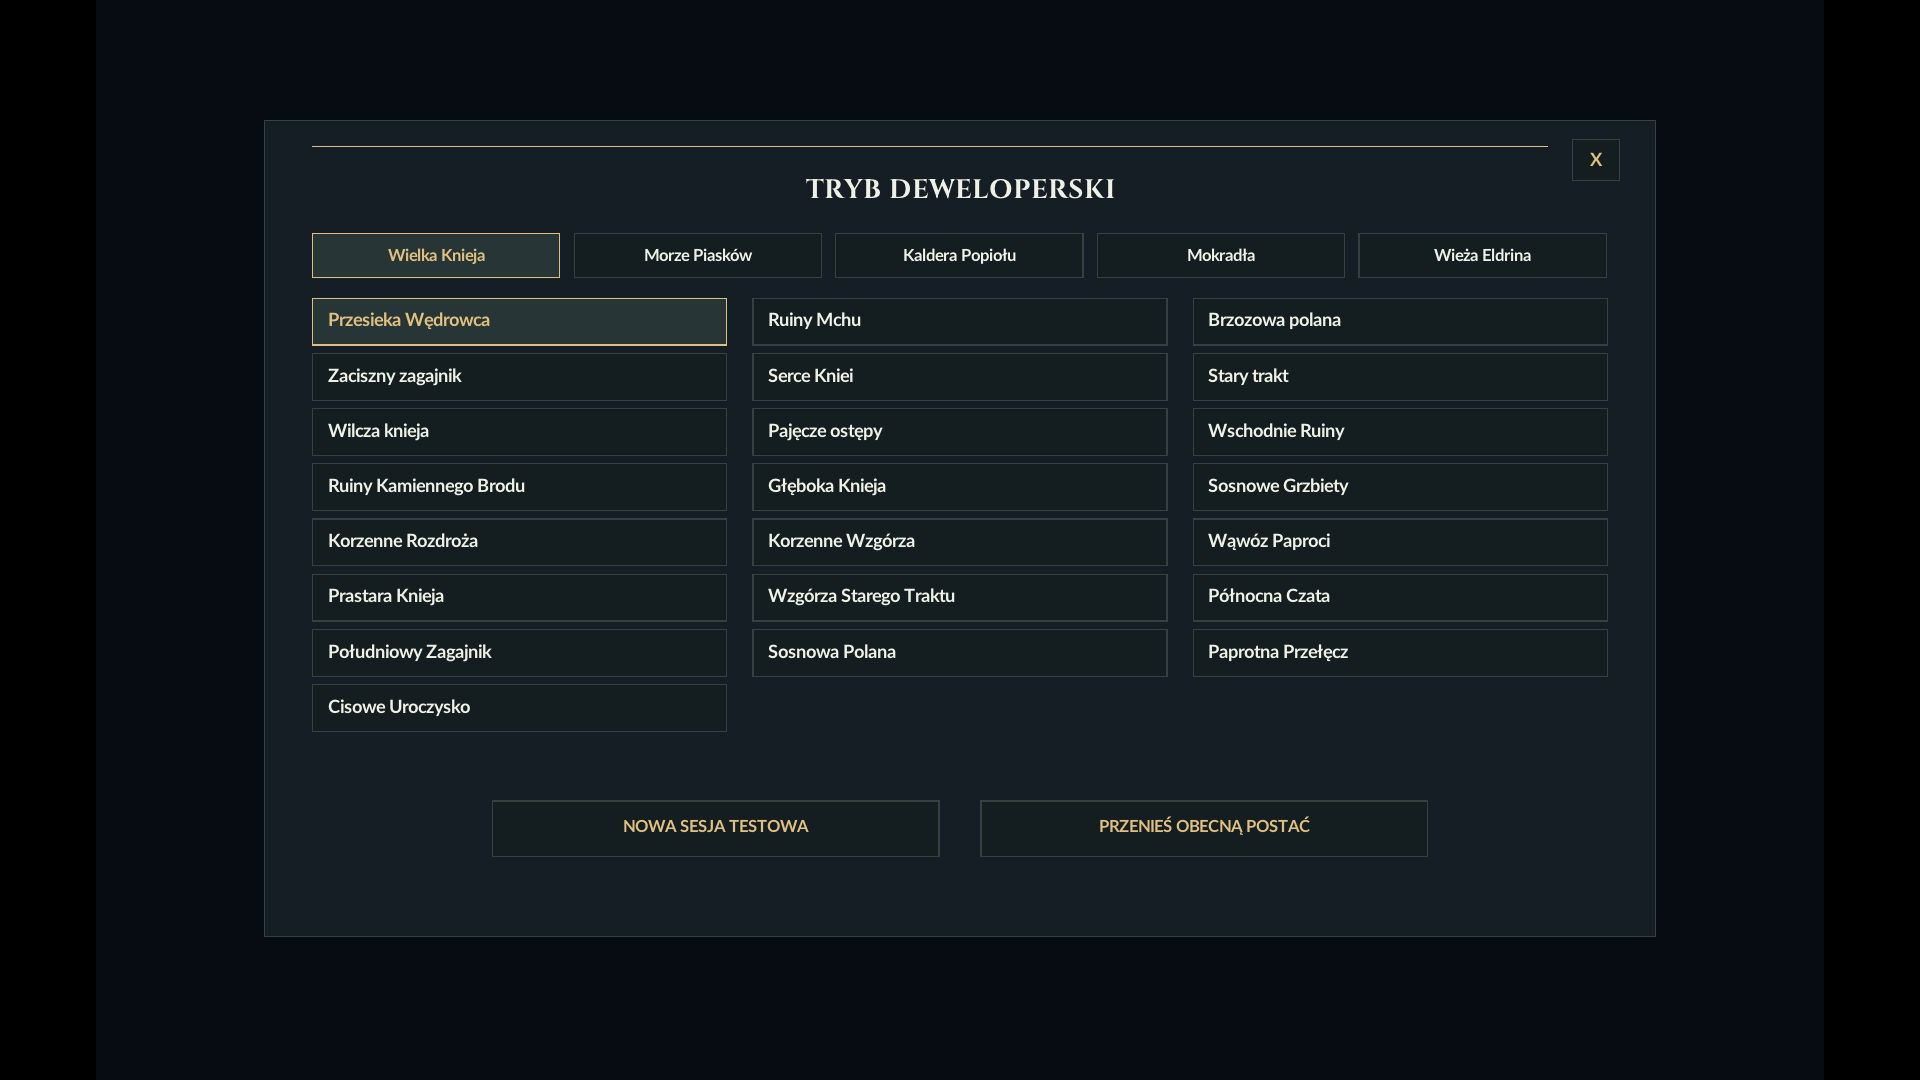 X
TRYB DEWELOPERSKI
Wielka Knieja
Morze Piasków
Kaldera Popiołu
Mokradła
Wieża Eldrina
Przesieka Wędrowca
Ruiny Mchu
Brzozowa polana
Zaciszny zagajnik
Serce Kniei
Stary trakt
Wilcza knieja
Pajęcze ostępy
Wschodnie Ruiny
Ruiny Kamiennego Brodu
Głęboka Knieja
Sosnowe Grzbiety
Korzenne Rozdroża
Korzenne Wzgórza
Wąwóz Paproci
Prastara Knieja
Wzgórza Starego Traktu
Północna Czata
Południowy Zagajnik
Sosnowa Polana
Paprotna Przełęcz
Cisowe Uroczysko
NOWA SESJA TESTOWA
PRZENIEŚ OBECNĄ POSTAĆ